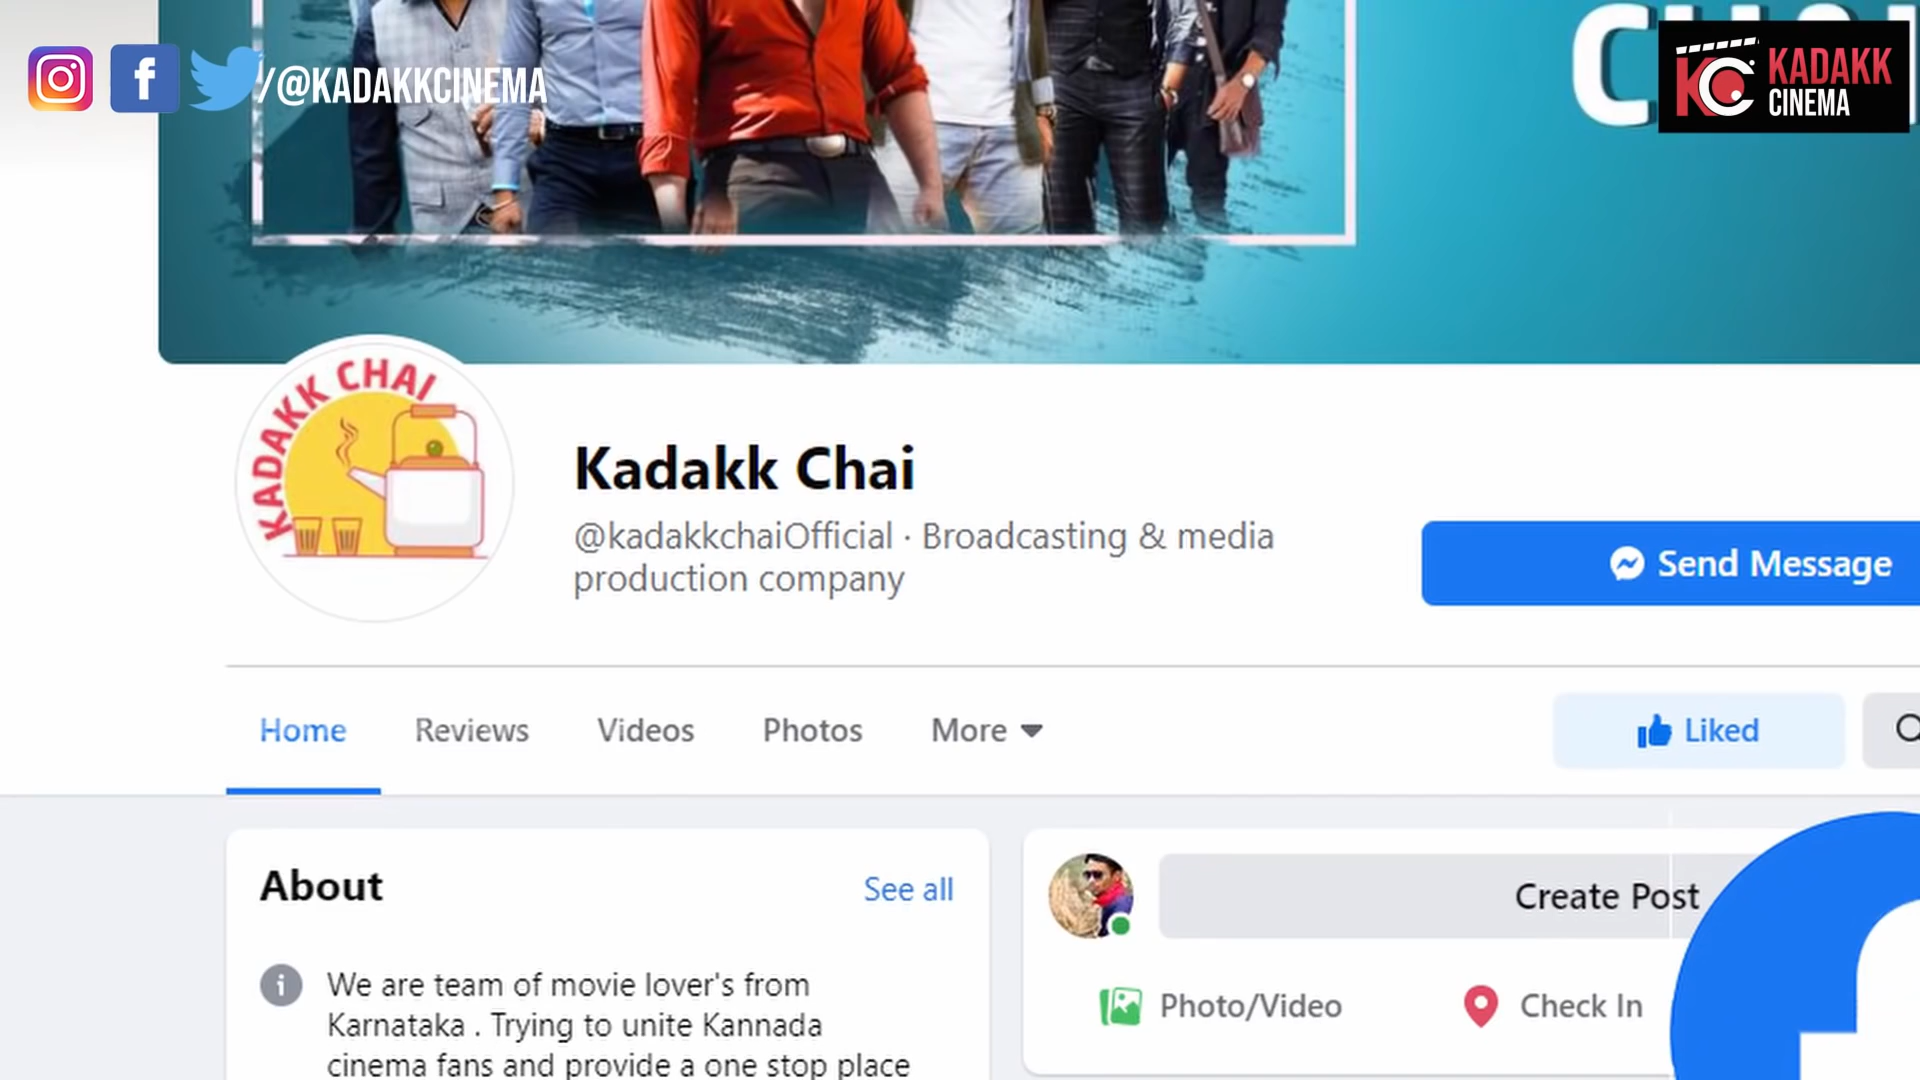 /@KADAKKCINEMA
KADAKK
CINEMA
KADAKK CHAI
Kadakk Chai
@kadakkchaiOfficial · Broadcasting & media
production company
Send Message
Home
Reviews
Videos
Photos
More
Liked
About
See all
Create Post
We are team of movie lover's from
Karnataka . Trying to unite Kannada
cinema fans and provide a one stop place
Photo/Video
Check In